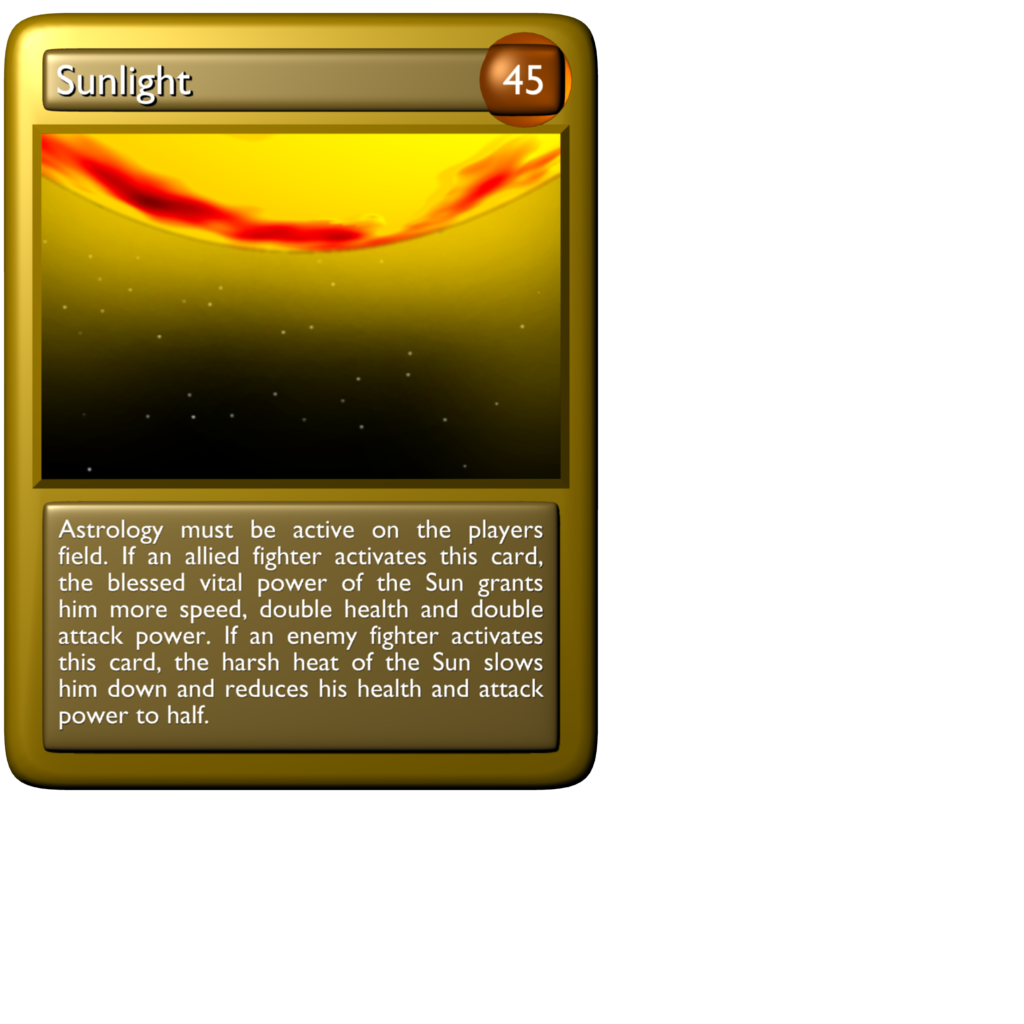 Sunlight
45
Astrology must be active on the players
field. If an allied fighter activates this card,
the blessed vital power of the Sun grants
him more speed, double health and double
attack power. If an enemy fighter activates
this card, the harsh heat of the Sun slows
him down and reduces his health and attack
power to half.